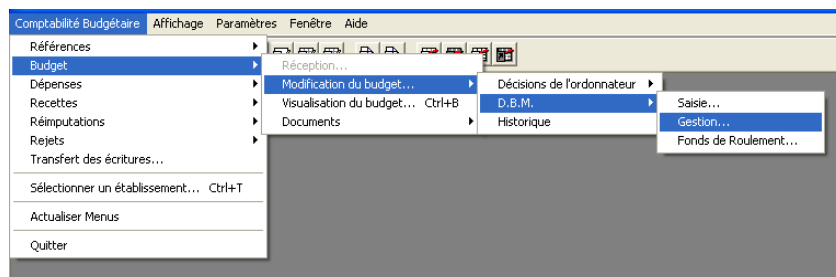 Comptabilité Budgétaire Affichage Paramètres Fenêtre Aide
Références
Budget
Dépenses
Recettes
Réimputations
Rejets
Transfert des écritures...
Sélectionner un établissement... Ctrl+T
Actualiser Menus
Quitter
Réception...
Modification du budget...
Visualisation du budget... Ctrl+B
Documents
Décisions de l'ordonnateur
D.B.M.
Historique
Saisie...
Gestion...
Fonds de Roulement...